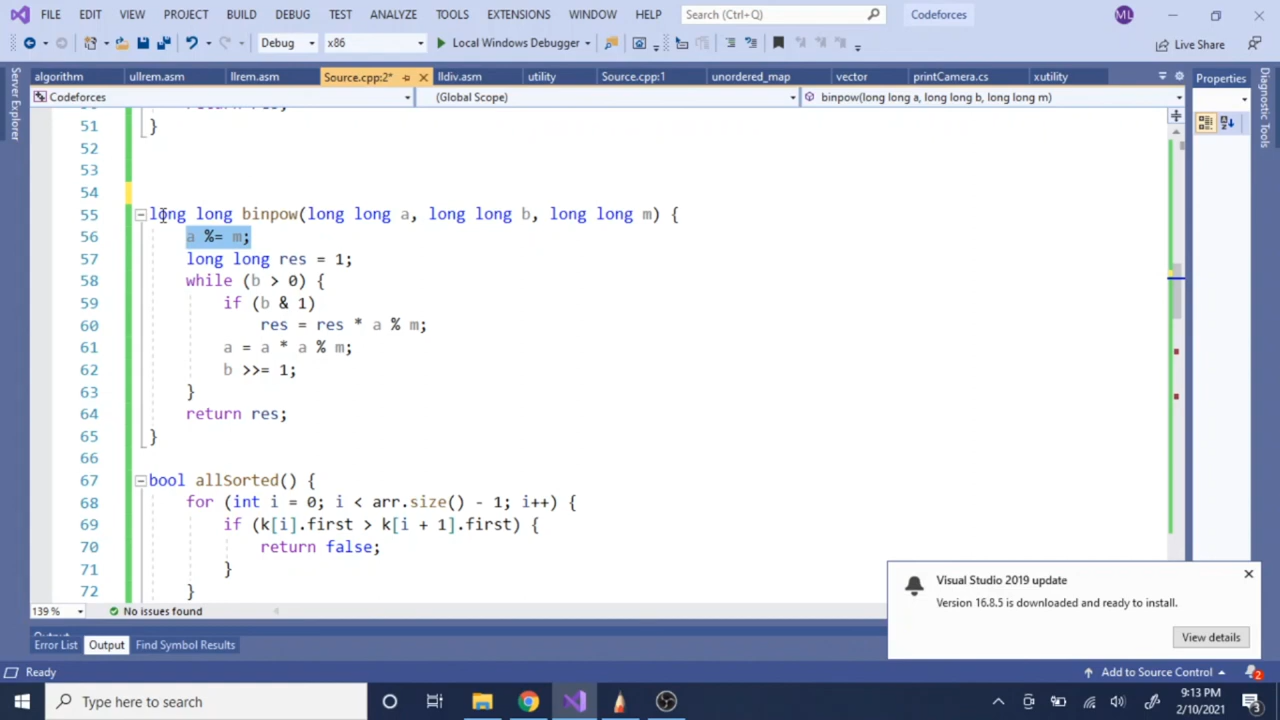 FILE EDIT VIEW PROJECT BUILD DEBUG TEST ANALYZE TOOLS EXTENSIONS WINDOW HELP Search (Ctrl+Q) Codeforces ML
Debug x86 Local Windows Debugger Live Share
algorithm ullrem.asm llrem.asm Source.cpp:2* lldiv.asm utility Source.cpp:1 unordered_map vector printCamera.cs xutility Properties
Codeforces (Global Scope) binpow(long long a, long long b, long long m)
Server Explorer
Diagnostic Tools
51 }
52
53
54
55 long long binpow(long long a, long long b, long long m) {
56 a %= m;
57 long long res = 1;
58 while (b > 0) {
59 if (b & 1)
60 res = res * a % m;
61 a = a * a % m;
62 b >>= 1;
63 }
64 return res;
65 }
66
67 bool allSorted() {
68 for (int i = 0; i < arr.size() - 1; i++) {
69 if (k[i].first > k[i + 1].first) {
70 return false;
71 }
72 }
Visual Studio 2019 update
Version 16.8.5 is downloaded and ready to install.
View details
139 % No issues found
Output
Error List Output Find Symbol Results
Ready Add to Source Control 2
Type here to search
9:13 PM
2/10/2021
3